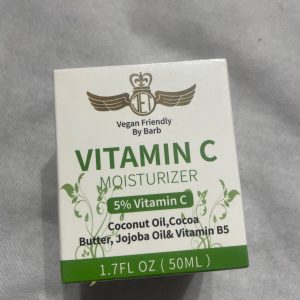 Vegan Friendly
By Barb
VITAMIN C
MOISTURIZER
5% Vitamin C
Coconut Oil,Cocoa
Butter, Jojoba Oil& Vitamin B5
1.7FL OZ ( 50ML )